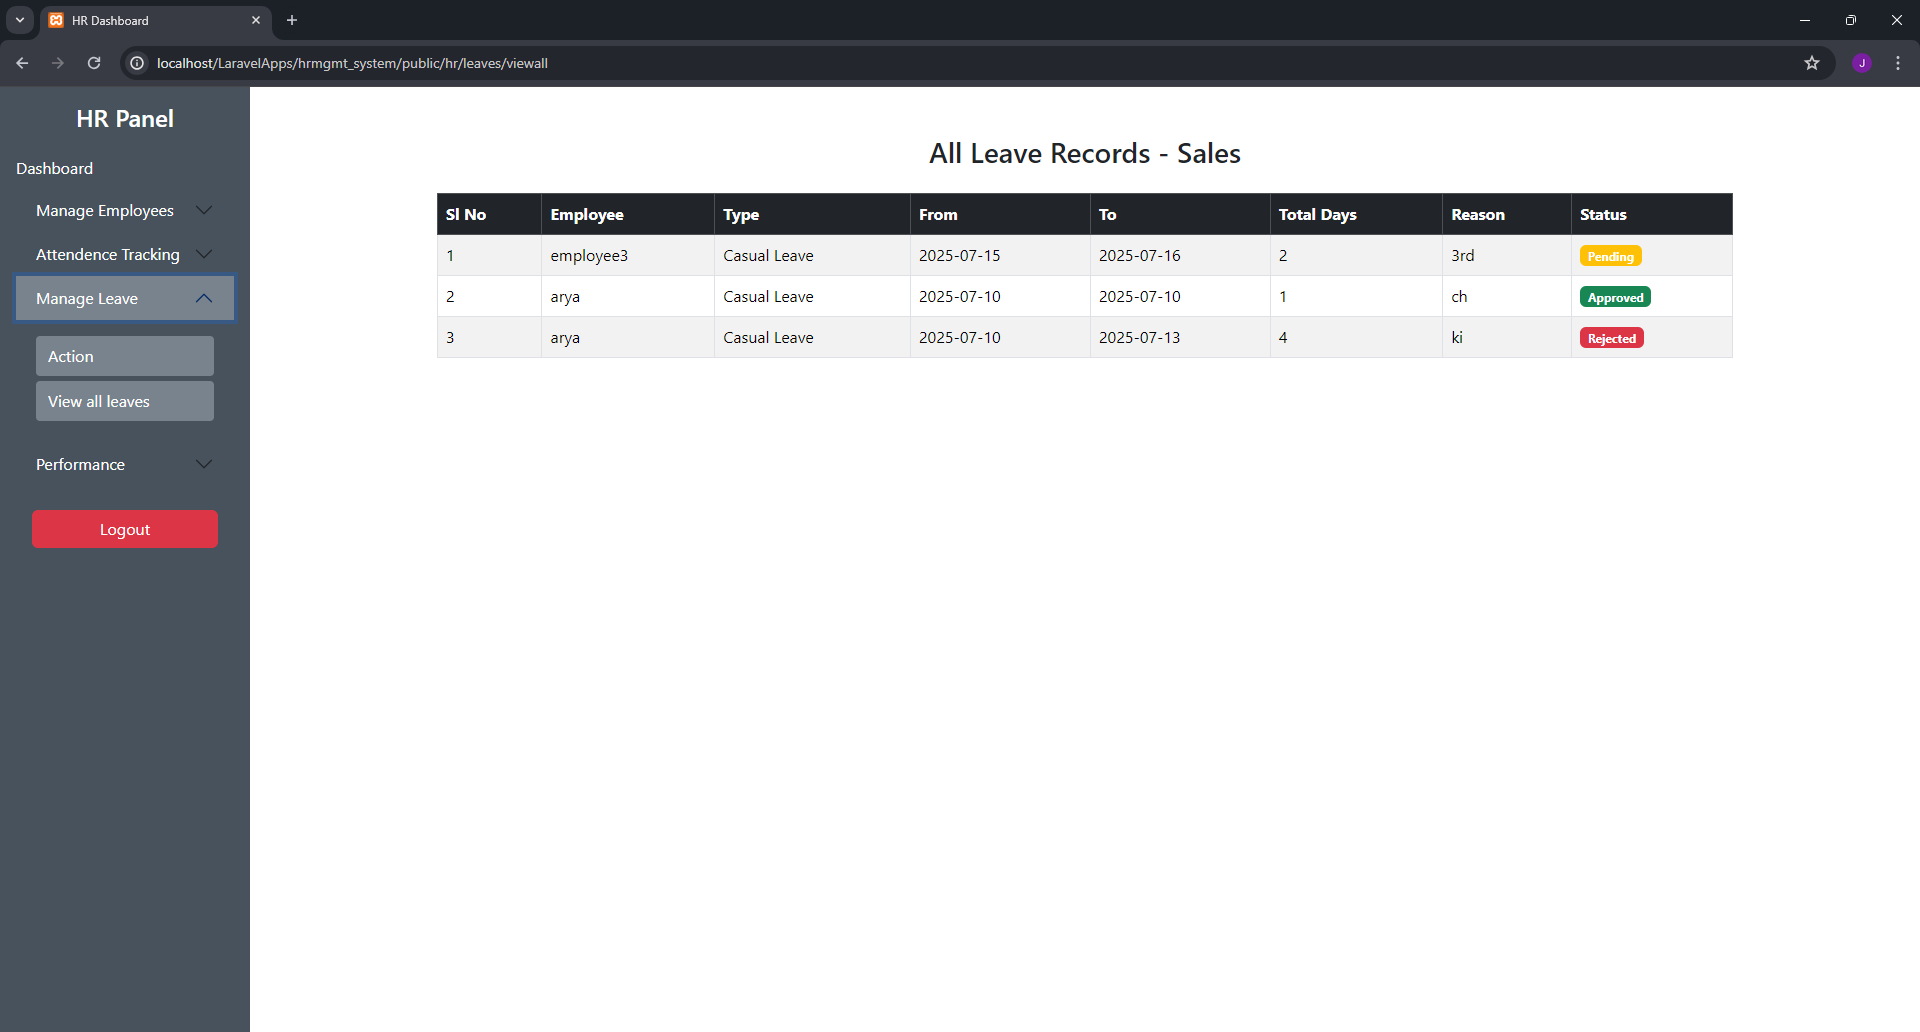 HR Dashboard
localhost/LaravelApps/hrmgmt_system/public/hr/leaves/viewall
J
HR Panel
Dashboard
Manage Employees
Attendence Tracking
Manage Leave
Action
View all leaves
Performance
Logout
All Leave Records - Sales
Sl No Employee Type From To Total Days Reason Status
1 employee3 Casual Leave 2025-07-15 2025-07-16 2 3rd Pending
2 arya Casual Leave 2025-07-10 2025-07-10 1 ch Approved
3 arya Casual Leave 2025-07-10 2025-07-13 4 ki Rejected